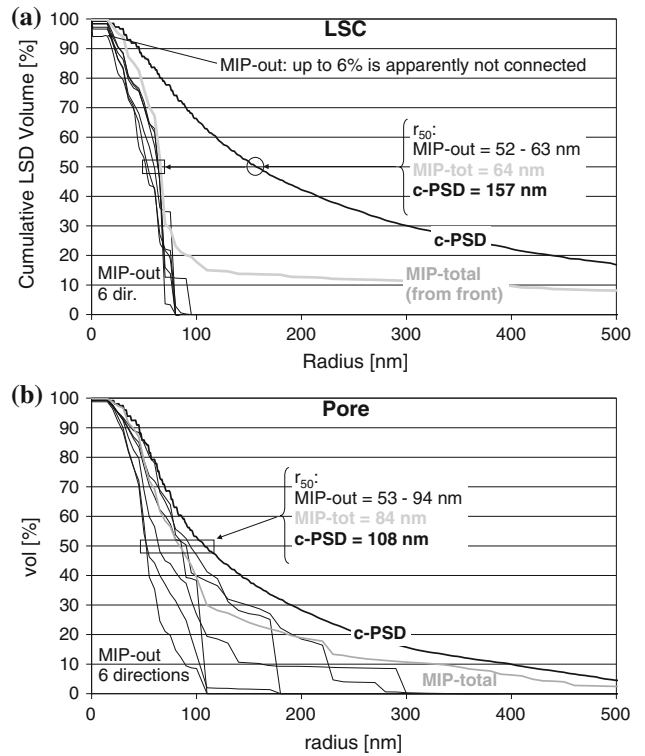 (a)
LSC
Cumulative LSD Volume [%]
100
90
80
70
60
50
40
30
20
10
0
MIP-out: up to 6% is apparently not connected
r50:
MIP-out = 52 - 63 nm
MIP-tot = 64 nm
c-PSD = 157 nm
c-PSD
MIP-out
6 dir.
MIP-total
(from front)
0 100 200 300 400 500
Radius [nm]
(b)
Pore
vol [%]
100
90
80
70
60
50
40
30
20
10
0
r50:
MIP-out = 53 - 94 nm
MIP-tot = 84 nm
c-PSD = 108 nm
c-PSD
MIP-out
6 directions
MIP-total
0 100 200 300 400 500
radius [nm]